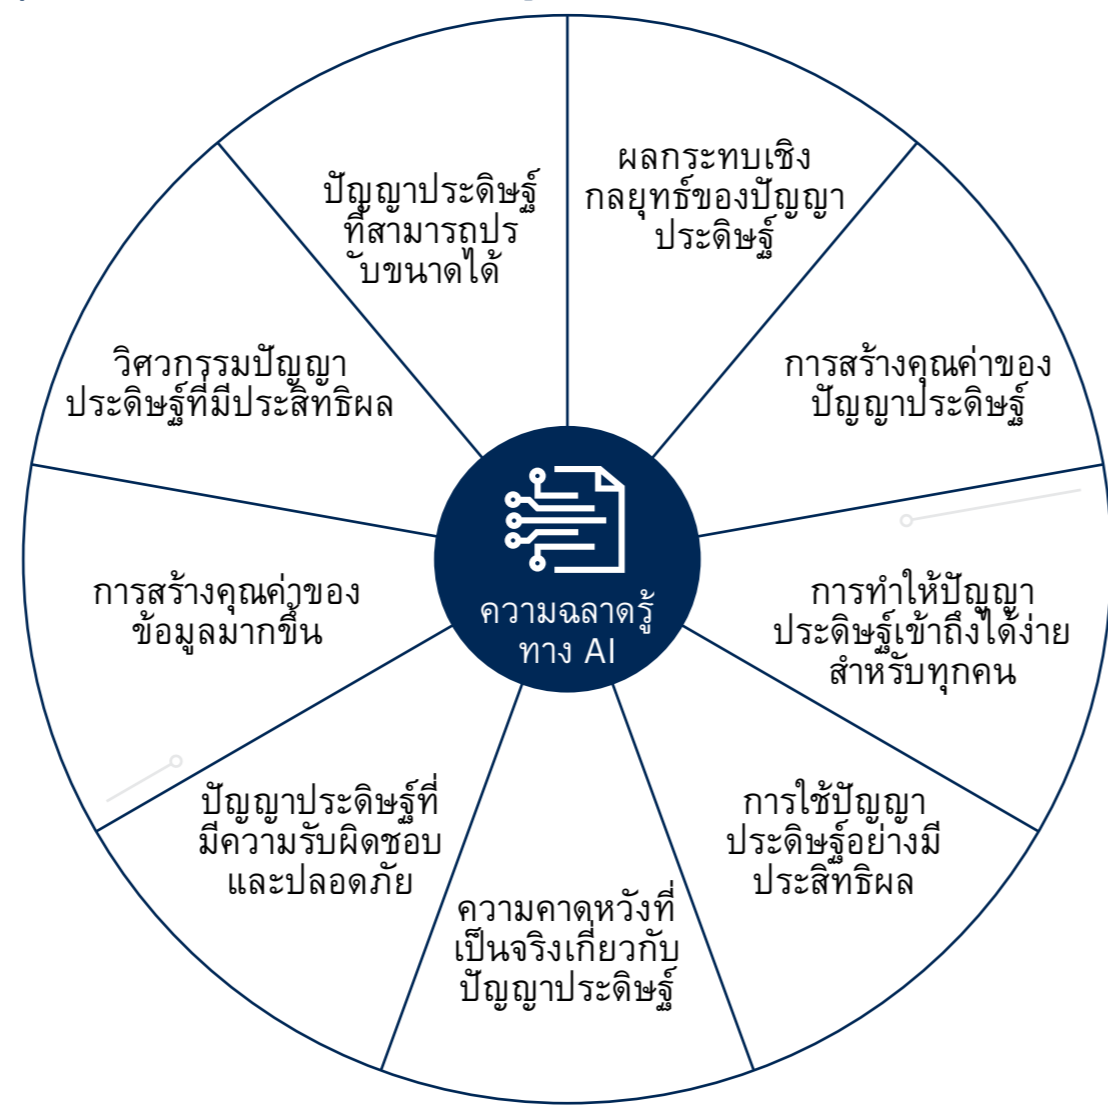 ผลกระทบเชิง
กลยุทธ์ของปัญญา
ประดิษฐ์
การสร้างคุณค่าของ
ปัญญาประดิษฐ์
การทำให้ปัญญา
ประดิษฐ์เข้าถึงได้ง่าย
สำหรับทุกคน
การใช้ปัญญา
ประดิษฐ์อย่างมี
ประสิทธิผล
ความคาดหวังที่
เป็นจริงเกี่ยวกับ
ปัญญาประดิษฐ์
ปัญญาประดิษฐ์ที่
มีความรับผิดชอบ
และปลอดภัย
การสร้างคุณค่าของ
ข้อมูลมากขึ้น
วิศวกรรมปัญญา
ประดิษฐ์ที่มีประสิทธิผล
ปัญญาประดิษฐ์
ที่สามารถปร
ับขนาดได้
ความฉลาดรู้
ทาง AI